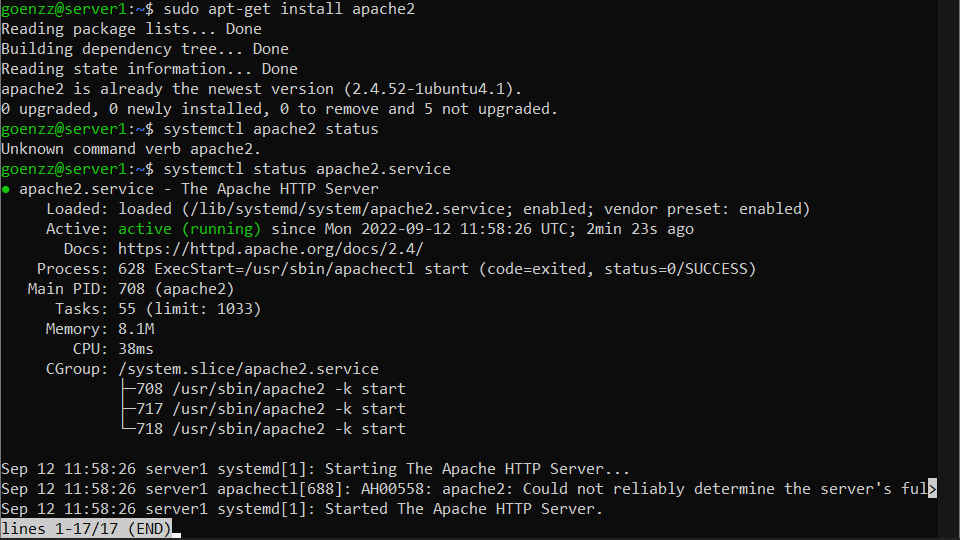 goenzz@server1:~$ sudo apt-get install apache2
Reading package lists... Done
Building dependency tree... Done
Reading state information... Done
apache2 is already the newest version (2.4.52-1ubuntu4.1).
0 upgraded, 0 newly installed, 0 to remove and 5 not upgraded.
goenzz@server1:~$ systemctl apache2 status
Unknown command verb apache2.
goenzz@server1:~$ systemctl status apache2.service
● apache2.service - The Apache HTTP Server
     Loaded: loaded (/lib/systemd/system/apache2.service; enabled; vendor preset: enabled)
     Active: active (running) since Mon 2022-09-12 11:58:26 UTC; 2min 23s ago
       Docs: https://httpd.apache.org/docs/2.4/
    Process: 628 ExecStart=/usr/sbin/apachectl start (code=exited, status=0/SUCCESS)
   Main PID: 708 (apache2)
      Tasks: 55 (limit: 1033)
     Memory: 8.1M
        CPU: 38ms
     CGroup: /system.slice/apache2.service
             ├─708 /usr/sbin/apache2 -k start
             ├─717 /usr/sbin/apache2 -k start
             └─718 /usr/sbin/apache2 -k start

Sep 12 11:58:26 server1 systemd[1]: Starting The Apache HTTP Server...
Sep 12 11:58:26 server1 apachectl[688]: AH00558: apache2: Could not reliably determine the server's ful>
Sep 12 11:58:26 server1 systemd[1]: Started The Apache HTTP Server.
lines 1-17/17 (END)